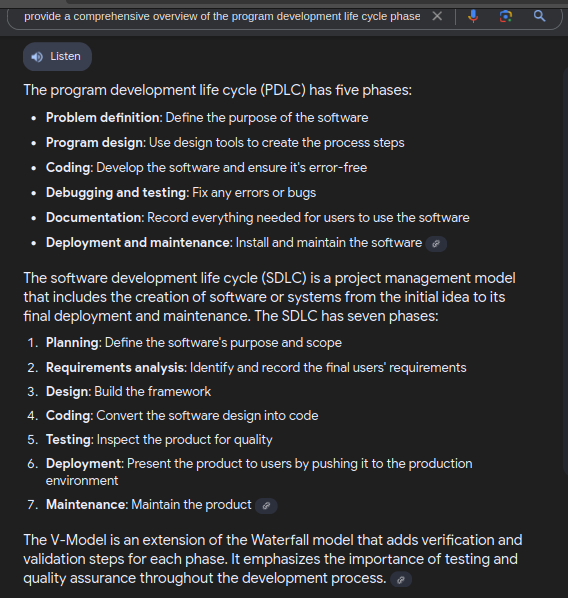 provide a comprehensive overview of the program development life cycle phase
Listen
The program development life cycle (PDLC) has five phases:
• Problem definition: Define the purpose of the software
• Program design: Use design tools to create the process steps
• Coding: Develop the software and ensure it's error-free
• Debugging and testing: Fix any errors or bugs
• Documentation: Record everything needed for users to use the software
• Deployment and maintenance: Install and maintain the software
The software development life cycle (SDLC) is a project management model
that includes the creation of software or systems from the initial idea to its
final deployment and maintenance. The SDLC has seven phases:
1. Planning: Define the software's purpose and scope
2. Requirements analysis: Identify and record the final users' requirements
3. Design: Build the framework
4. Coding: Convert the software design into code
5. Testing: Inspect the product for quality
6. Deployment: Present the product to users by pushing it to the production
environment
7. Maintenance: Maintain the product
The V-Model is an extension of the Waterfall model that adds verification and
validation steps for each phase. It emphasizes the importance of testing and
quality assurance throughout the development process.